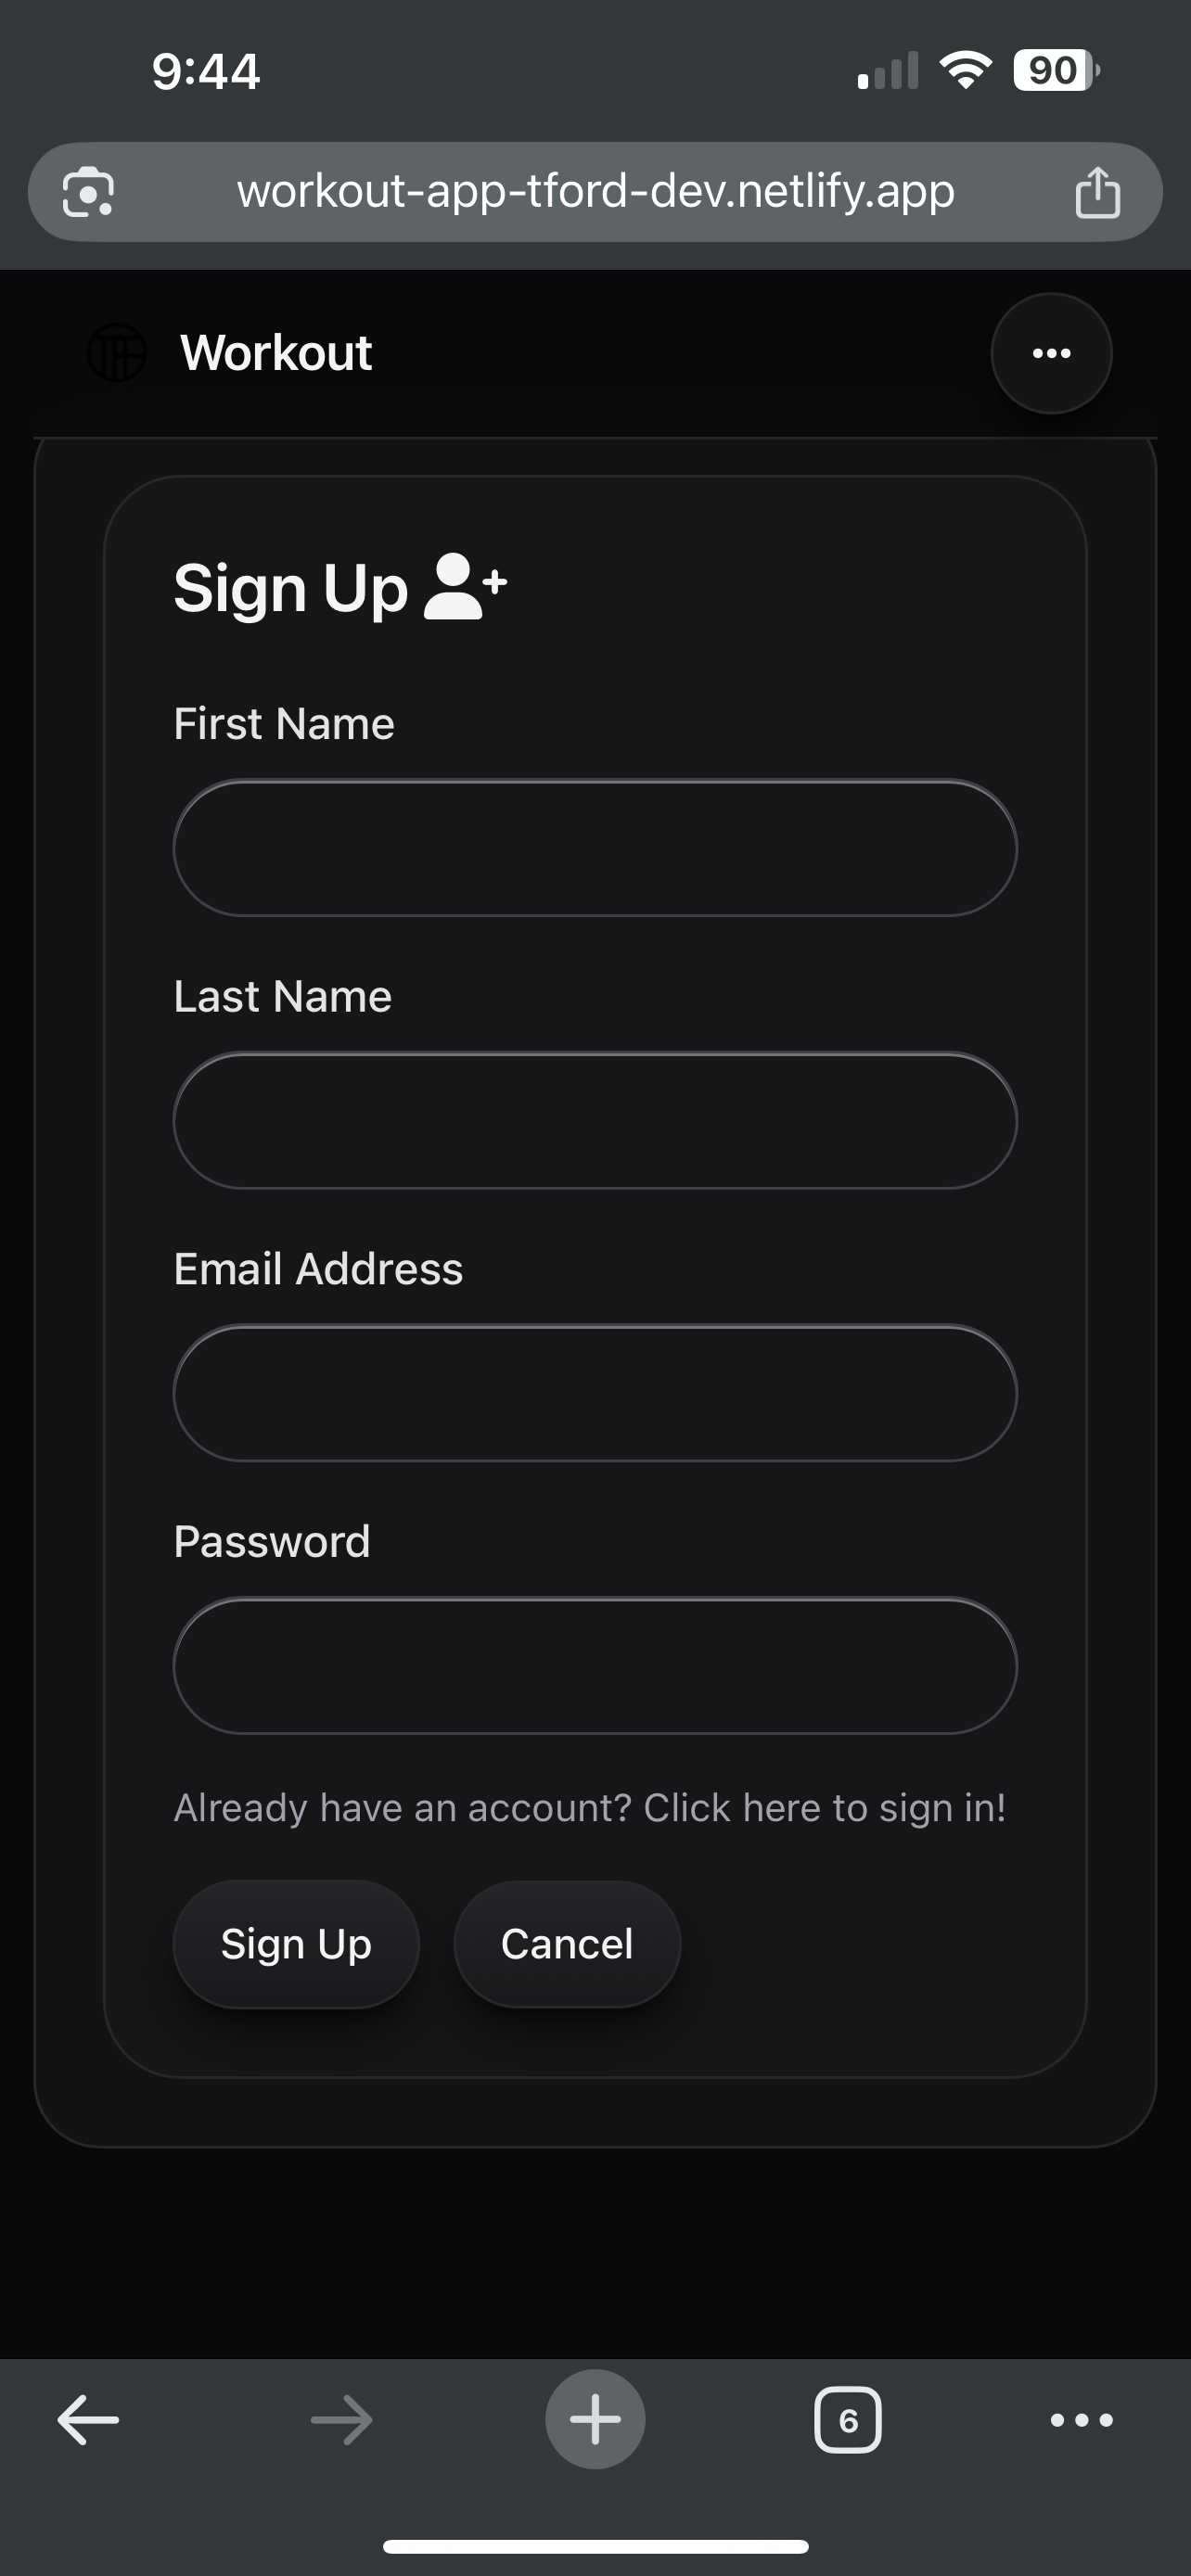 9:44
90
workout-app-tford-dev.netlify.app
Workout
Sign Up
First Name
Last Name
Email Address
Password
Already have an account? Click here to sign in!
Sign Up Cancel
6